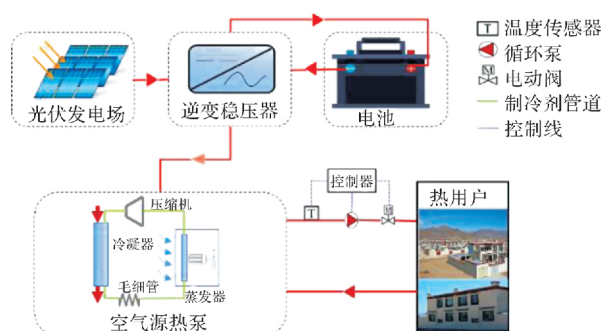 光伏发电场
逆变稳压器
电池
T 温度传感器
循环泵
M 电动阀
制冷剂管道
控制线
压缩机
冷凝器
毛细管
蒸发器
空气源热泵
控制器
T
M
热用户